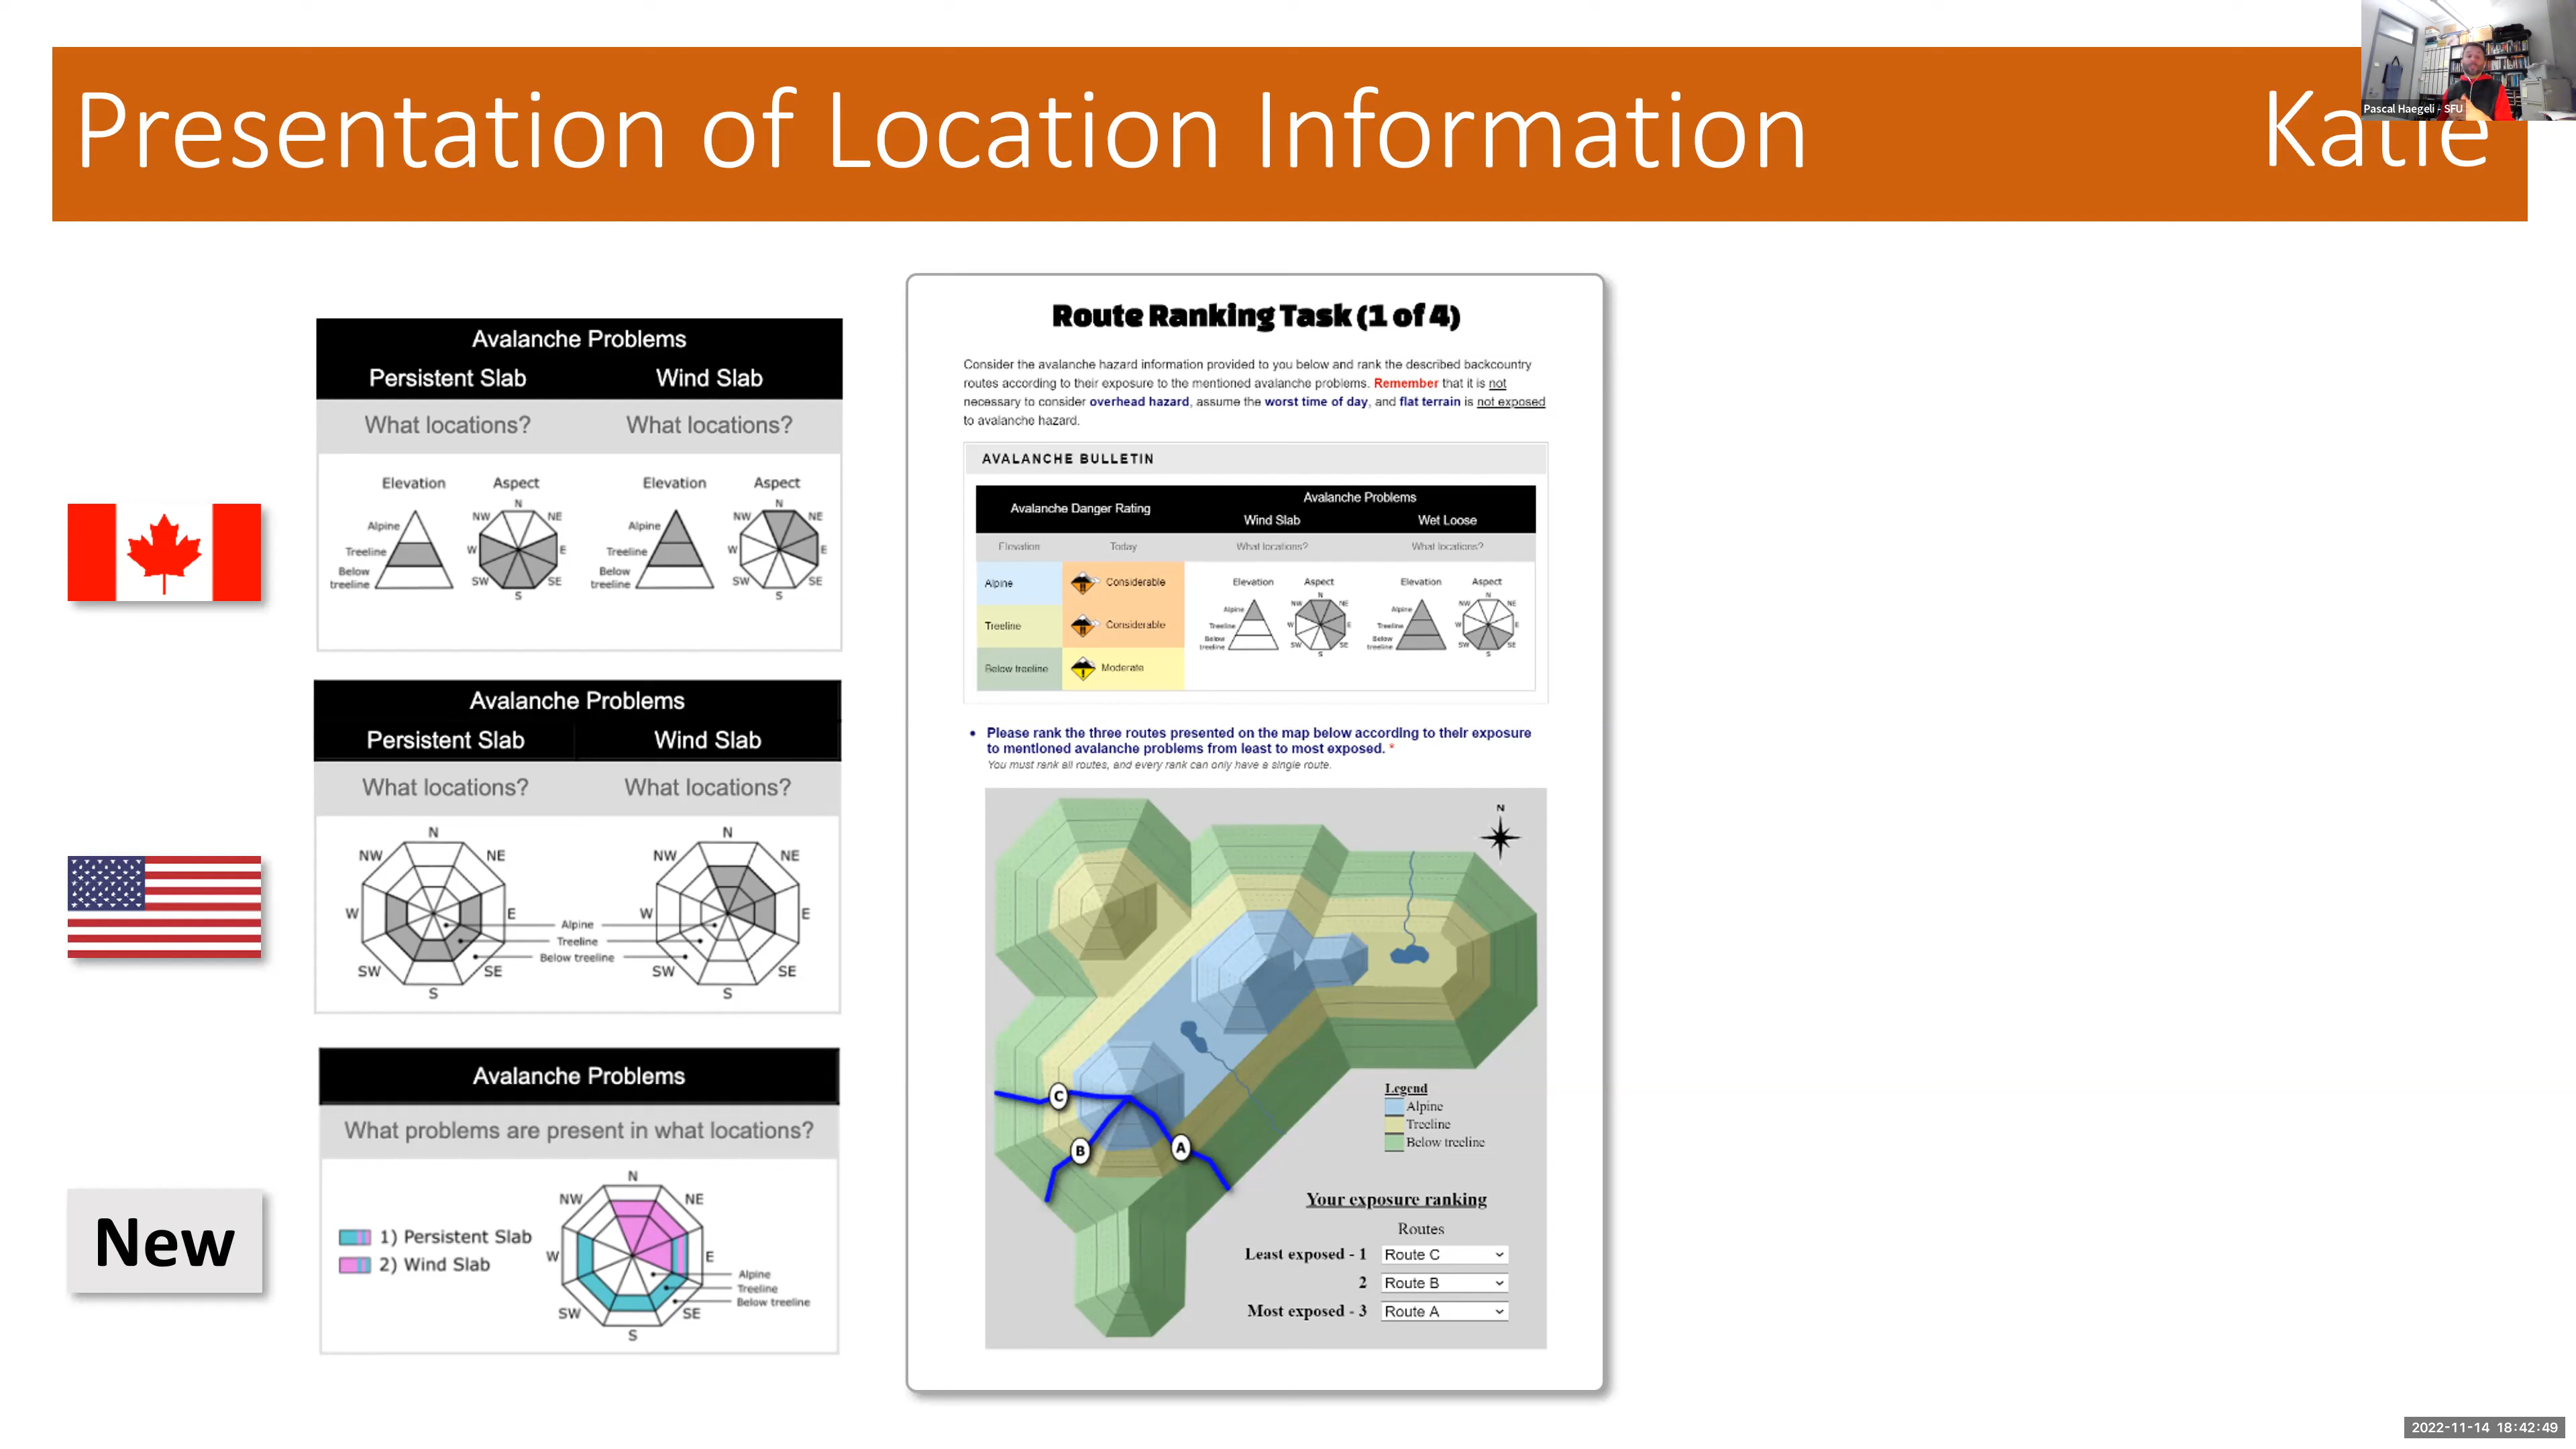 Presentation of Location Information
Katie
Pascal Haegeli - SFU
Avalanche Problems
Persistent Slab Wind Slab
What locations? What locations?
Elevation Aspect Elevation Aspect
Alpine
Treeline
Below
treeline
N
NE
E
SE
S
SW
W
NW
Alpine
Treeline
Below
treeline
N
NE
E
SE
S
SW
W
NW
Avalanche Problems
Persistent Slab Wind Slab
What locations? What locations?
N
NE
E
SE
S
SW
W
NW
Alpine
Treeline
Below treeline
N
NE
E
SE
S
SW
W
NW
New
Avalanche Problems
What problems are present in what locations?
1) Persistent Slab
2) Wind Slab
N
NE
E
SE
S
SW
W
NW
Alpine
Treeline
Below treeline
Route Ranking Task (1 of 4)
Consider the avalanche hazard information provided to you below and rank the described backcountry
routes according to their exposure to the mentioned avalanche problems. Remember that it is not
necessary to consider overhead hazard, assume the worst time of day, and flat terrain is not exposed
to avalanche hazard.
AVALANCHE BULLETIN
Avalanche Danger Rating
Avalanche Problems
Wind Slab Wet Loose
Elevation Today What locations? What locations?
Alpine Considerable
Treeline Considerable
Below treeline Moderate
Elevation Aspect Elevation Aspect
Alpine
Treeline
Below
treeline
N
NE
E
SE
S
SW
W
NW
Alpine
Treeline
Below
treeline
N
NE
E
SE
S
SW
W
NW
• Please rank the three routes presented on the map below according to their exposure
to mentioned avalanche problems from least to most exposed. *
You must rank all routes, and every rank can only have a single route.
N
C
B
A
Legend
Alpine
Treeline
Below treeline
Your exposure ranking
Routes
Least exposed - 1 Route C
2 Route B
Most exposed - 3 Route A
2022-11-14 18:42:49